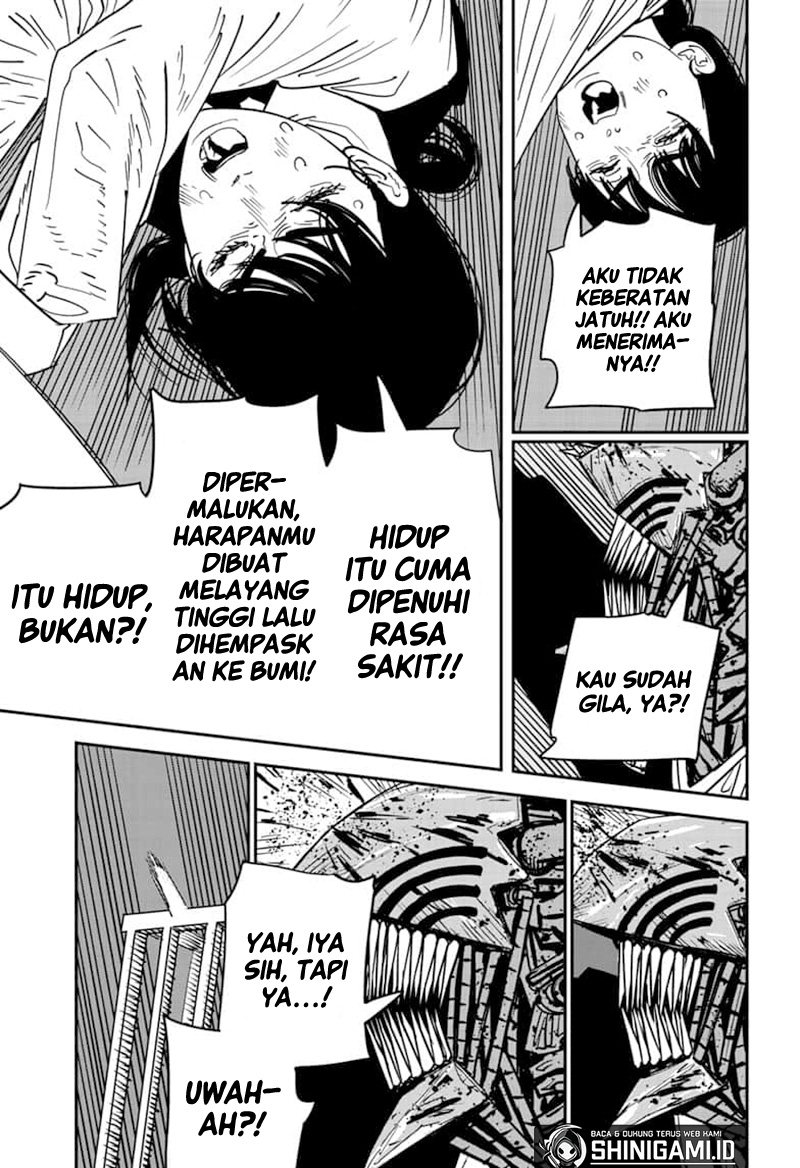 AKU TIDAK
KEBERATAN
JATUH!! AKU
MENERIMA-
NYA!!
KAU SUDAH
GILA, YA?!
HIDUP
ITU CUMA
DIPENUHI
RASA
SAKIT!!
DIPER-
MALUKAN,
HARAPANMU
DIBUAT
MELAYANG
TINGGI LALU
DIHEMPASK
AN KE BUMI!
ITU HIDUP,
BUKAN?!
YAH, IYA
SIH, TAPI
YA...!
UWAH-
AH?!
BACA & DUKUNG TERUS WEB KAMI
SHINIGAMI.ID